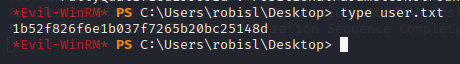 *Evil-WinRM* PS C:\Users\robisl\Desktop> type user.txt
1b52f826f6e1b037f7265b20bc25148d
*Evil-WinRM* PS C:\Users\robisl\Desktop>